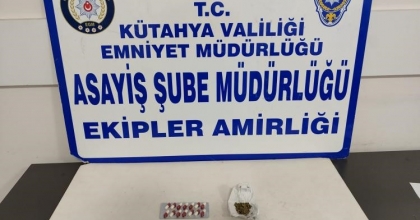 T.C.
KÜTAHYA VALİLİĞİ
EMNİYET MÜDÜRLÜĞÜ
ASAYİŞ ŞUBE MÜDÜRLÜĞÜ
EKİPLER AMİRLİĞİ